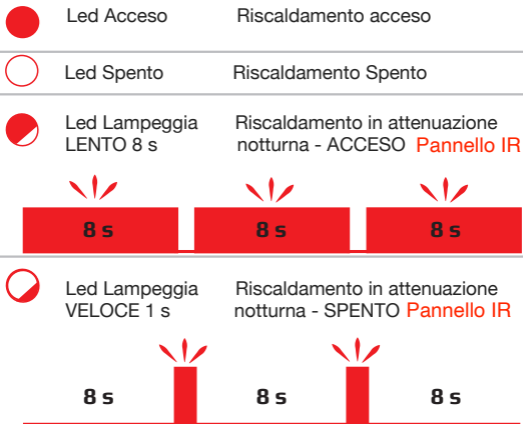 Led Acceso Riscaldamento acceso
Led Spento Riscaldamento Spento
Led Lampeggia Riscaldamento in attenuazione
LENTO 8 s notturna - ACCESO Pannello IR
8 s 8 s 8 s
Led Lampeggia Riscaldamento in attenuazione
VELOCE 1 s notturna - SPENTO Pannello IR
8 s 8 s 8 s